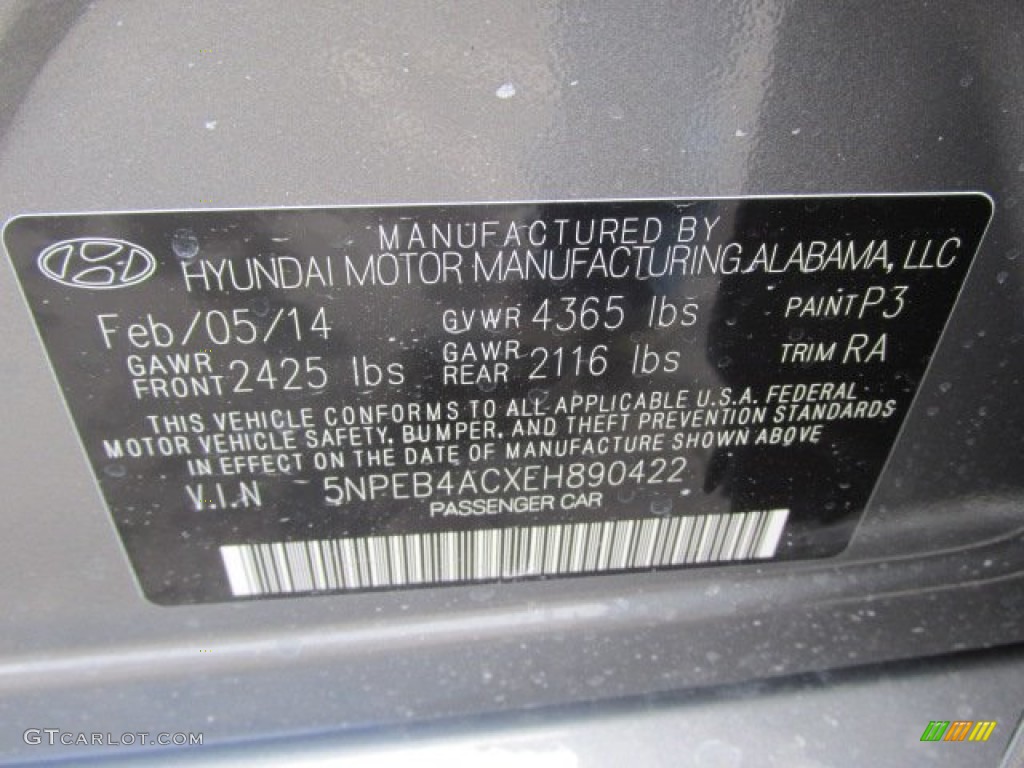 MANUFACTURED BY
HYUNDAI MOTOR MANUFACTURING ALABAMA, LLC
Feb/05/14 GVWR 4365 lbs PAINT P3
GAWR FRONT 2425 lbs GAWR REAR 2116 lbs TRIM RA
THIS VEHICLE CONFORMS TO ALL APPLICABLE U.S.A. FEDERAL
MOTOR VEHICLE SAFETY, BUMPER, AND THEFT PREVENTION STANDARDS
IN EFFECT ON THE DATE OF MANUFACTURE SHOWN ABOVE
V.I.N 5NPEB4ACXEH890422
PASSENGER CAR
GTCARLOT.COM